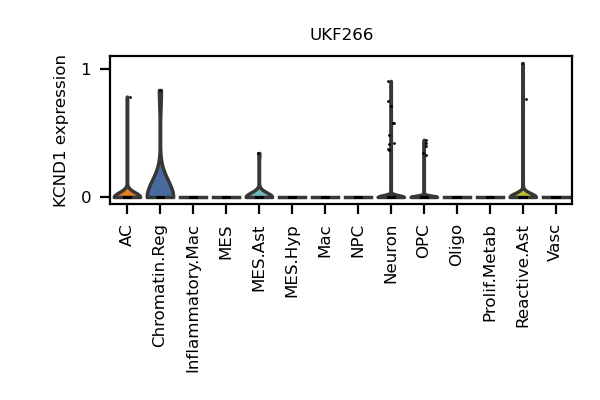 UKF266
KCND1 expression
1
0
AC
Chromatin.Reg
Inflammatory.Mac
MES
MES.Ast
MES.Hyp
Mac
NPC
Neuron
OPC
Oligo
Prolif.Metab
Reactive.Ast
Vasc